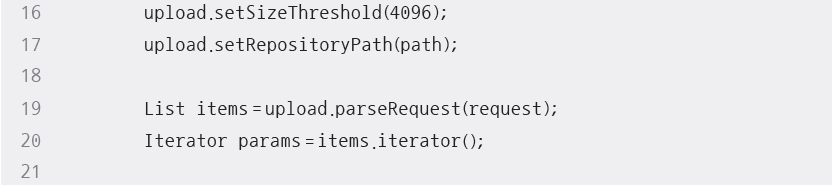 16 upload.setSizeThreshold(4096);
17 upload.setRepositoryPath(path);
18
19 List items=upload.parseRequest(request);
20 Iterator params=items.iterator();
21